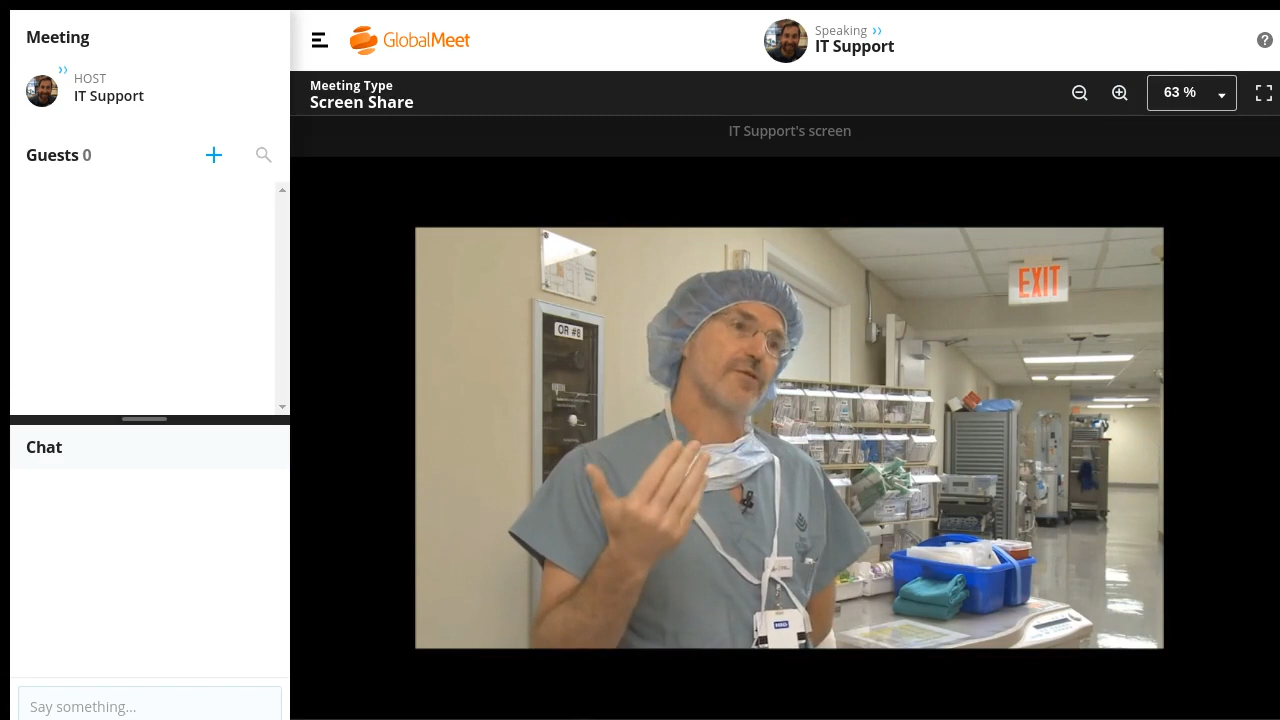 Meeting
HOST
IT Support
Guests 0
Chat
Say something...
GlobalMeet
Speaking
IT Support
?
Meeting Type
Screen Share
63 %
IT Support's screen
OR #8
EXIT